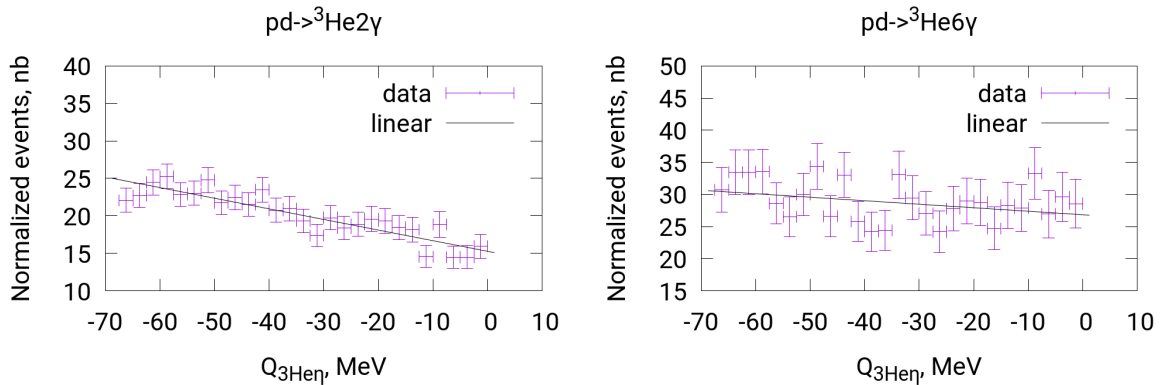 pd->³He2γ
Normalized events, nb
40
35
30
25
20
15
10
data
linear
-70 -60 -50 -40 -30 -20 -10 0 10
Q₃Heη, MeV
pd->³He6γ
Normalized events, nb
50
45
40
35
30
25
20
15
data
linear
-70 -60 -50 -40 -30 -20 -10 0 10
Q₃Heη, MeV